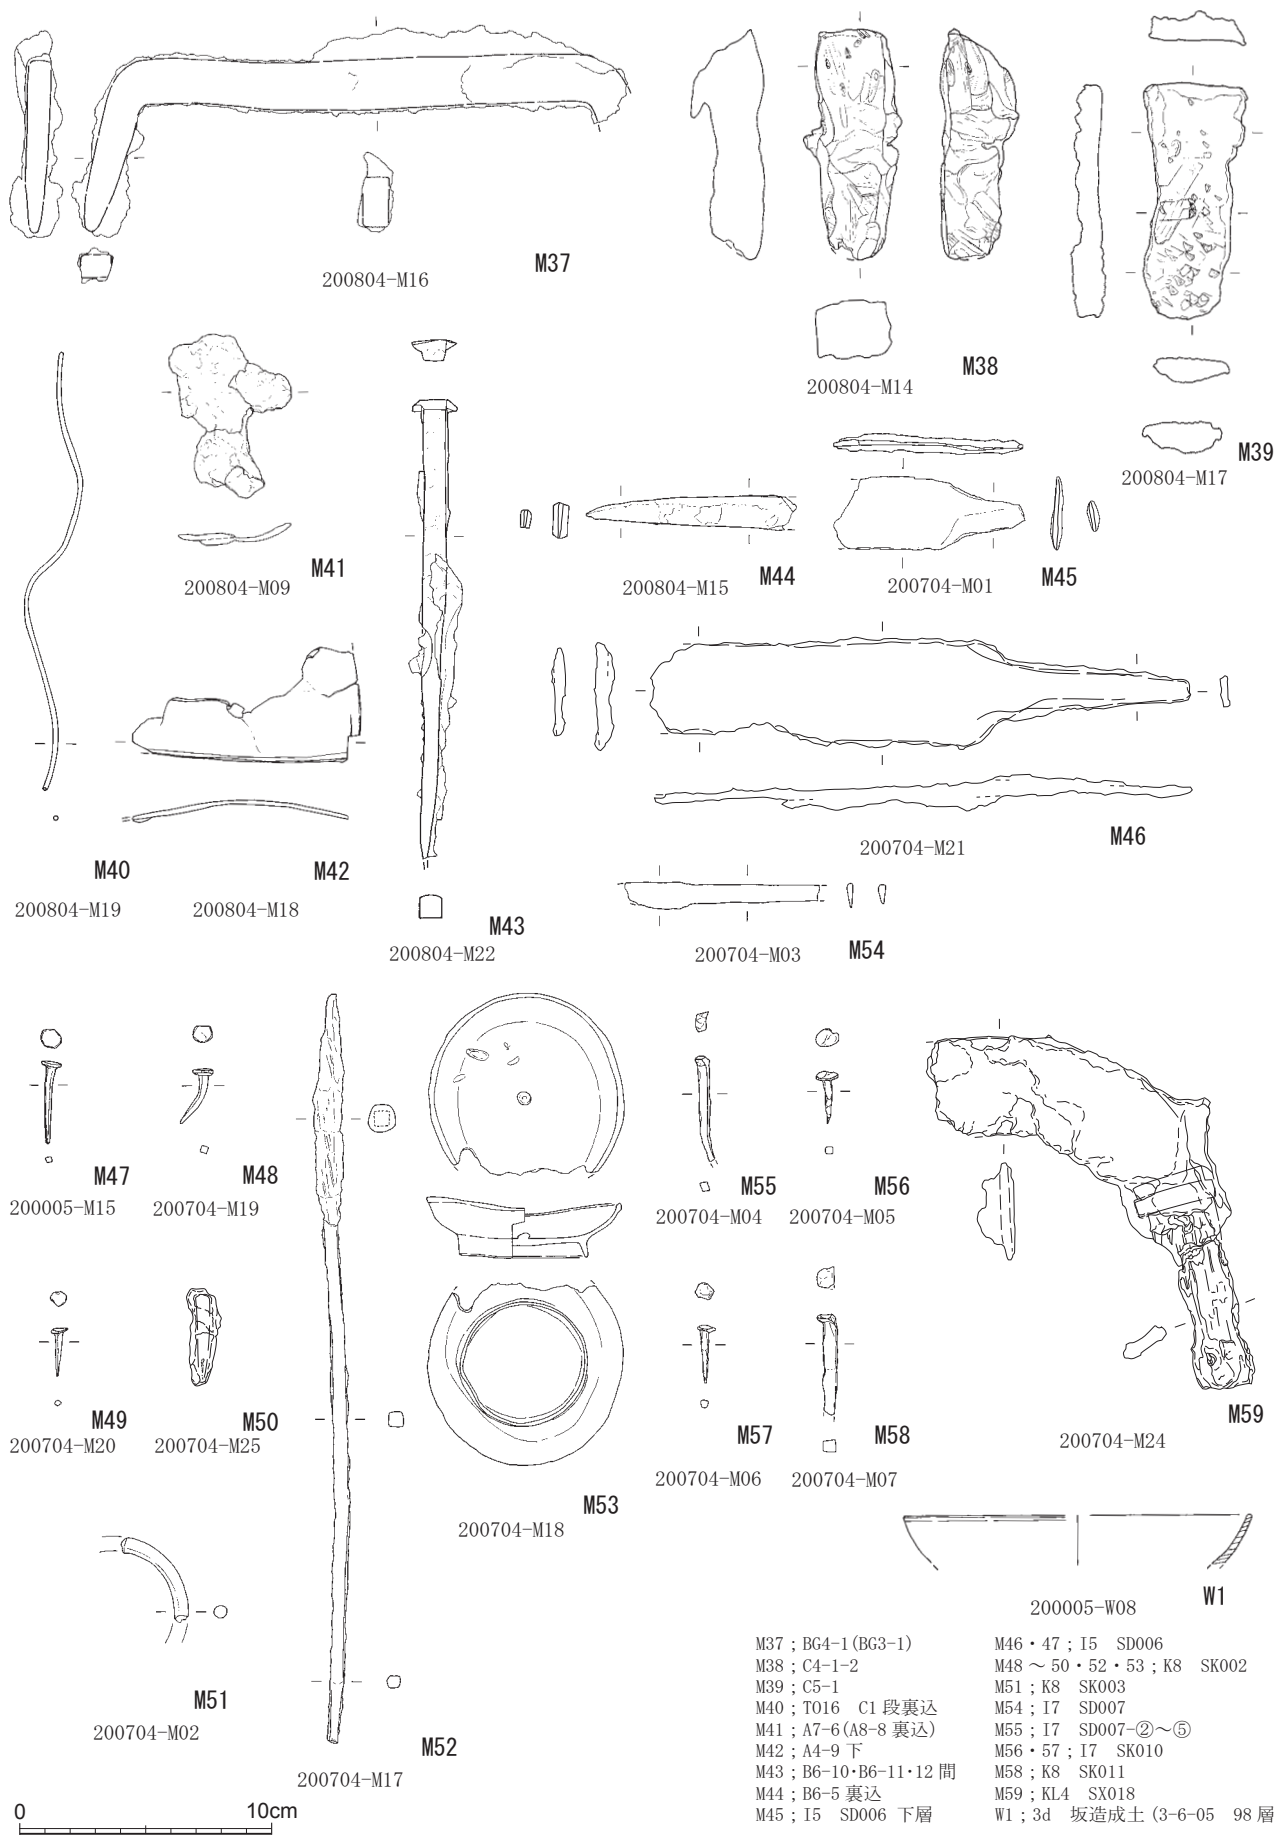 M37
200804-M16
M38
200804-M14
M39
200804-M17
M41
200804-M09
M44
200804-M15
M45
200704-M01
M46
200704-M21
M40
200804-M19
M42
200804-M18
M43
200804-M22
M54
200704-M03
M47
200005-M15
M48
200704-M19
M55
200704-M04
M56
200704-M05
M49
200704-M20
M50
200704-M25
M57
200704-M06
M58
200704-M07
M59
200704-M24
M53
200704-M18
W1
200005-W08
M51
200704-M02
M52
200704-M17
0 10cm
M37；BG4-1(BG3-1)
M38；C4-1-2
M39；C5-1
M40；T016　C1段裏込
M41；A7-6(A8-8裏込)
M42；A4-9下
M43；B6-10・B6-11・12間
M44；B6-5裏込
M45；I5　SD006 下層
M46・47；I5　SD006
M48～50・52・53；K8　SK002
M51；K8　SK003
M54；I7　SD007
M55；I7　SD007-②～⑤
M56・57；I7　SK010
M58；K8　SK011
M59；KL4　SX018
W1；3d　坂造成土 (3-6-05　98層